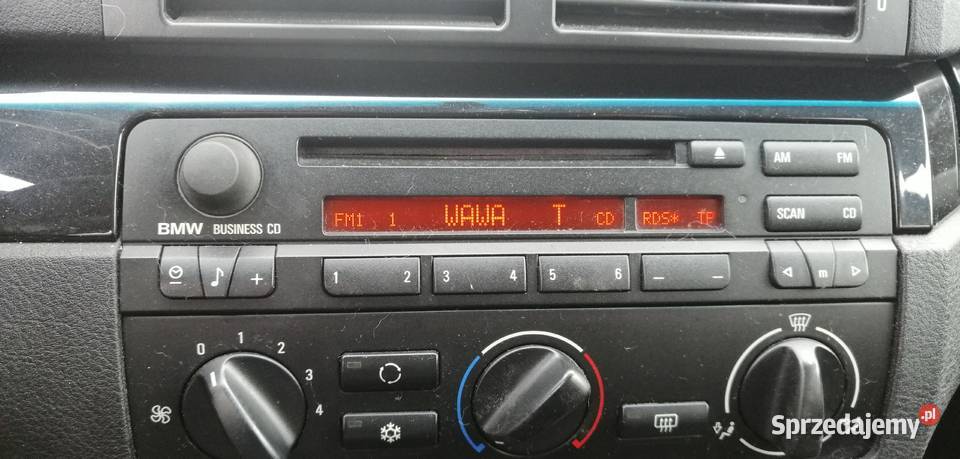 AM FM
FM1 1 WAWA T CD RDS* TP
SCAN CD
BMW BUSINESS CD
+ 1 2 3 4 5 6 — — m
0 1 2 3 4
Sprzedajemy.pl